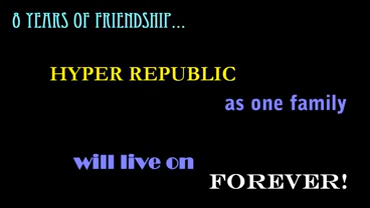 8 YEARS OF FRIENDSHIP...
HYPER REPUBLIC
as one family
will live on
FOREVER!